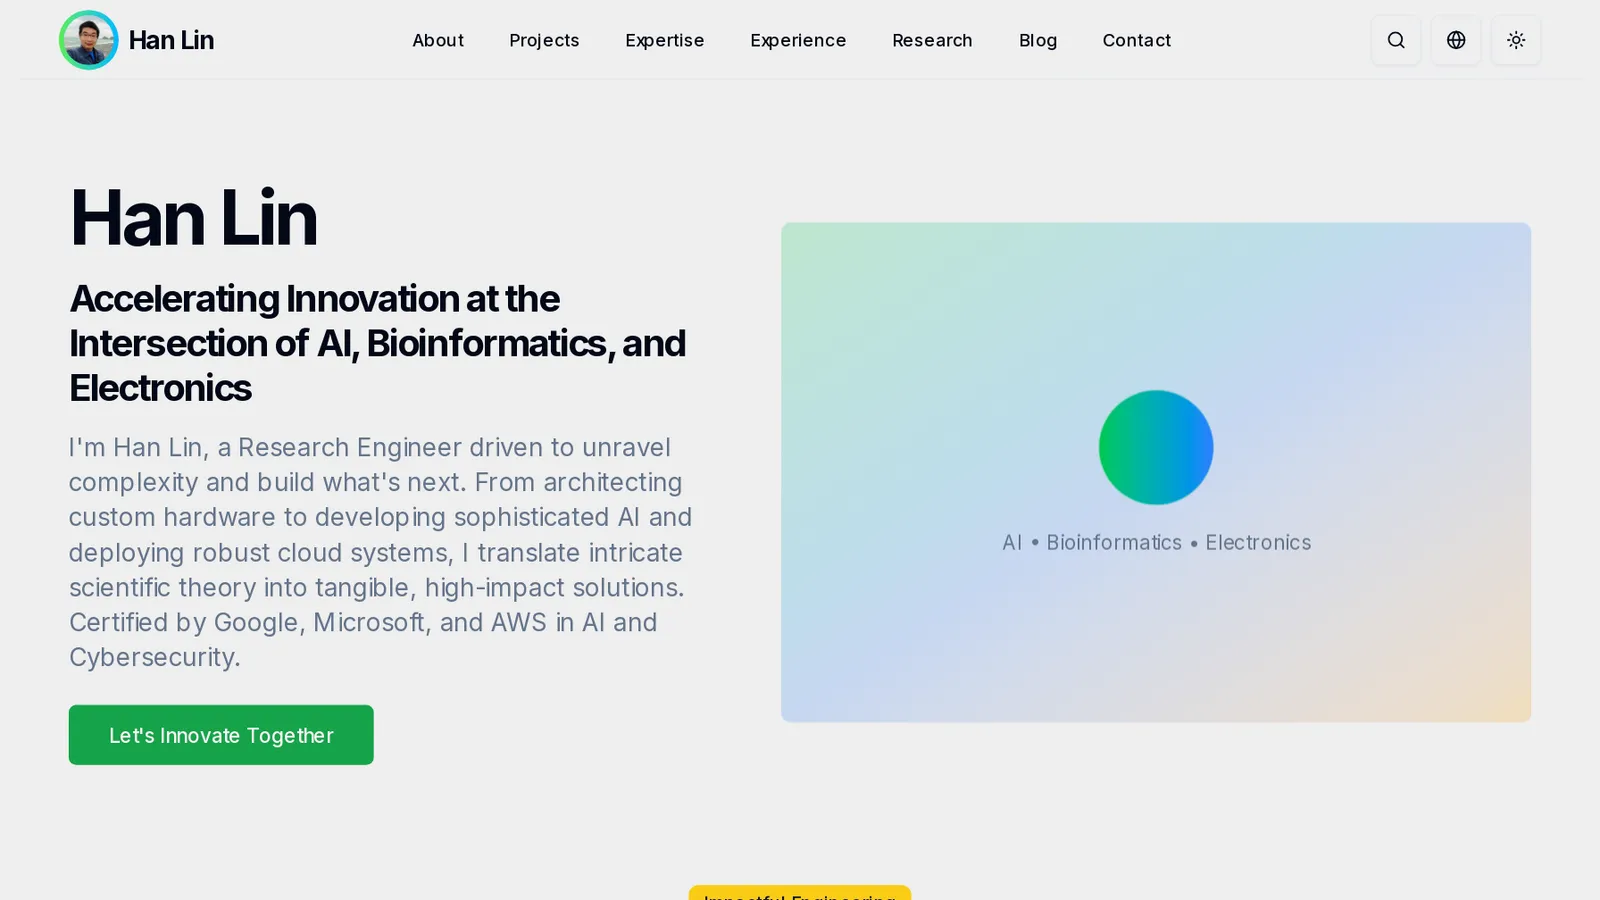 Han Lin
About
Projects
Expertise
Experience
Research
Blog
Contact
Han Lin
Accelerating Innovation at the
Intersection of AI, Bioinformatics, and
Electronics
I'm Han Lin, a Research Engineer driven to unravel
complexity and build what's next. From architecting
custom hardware to developing sophisticated AI and
deploying robust cloud systems, I translate intricate
scientific theory into tangible, high-impact solutions.
Certified by Google, Microsoft, and AWS in AI and
Cybersecurity.
Let's Innovate Together
AI • Bioinformatics • Electronics
Impactful Engineering